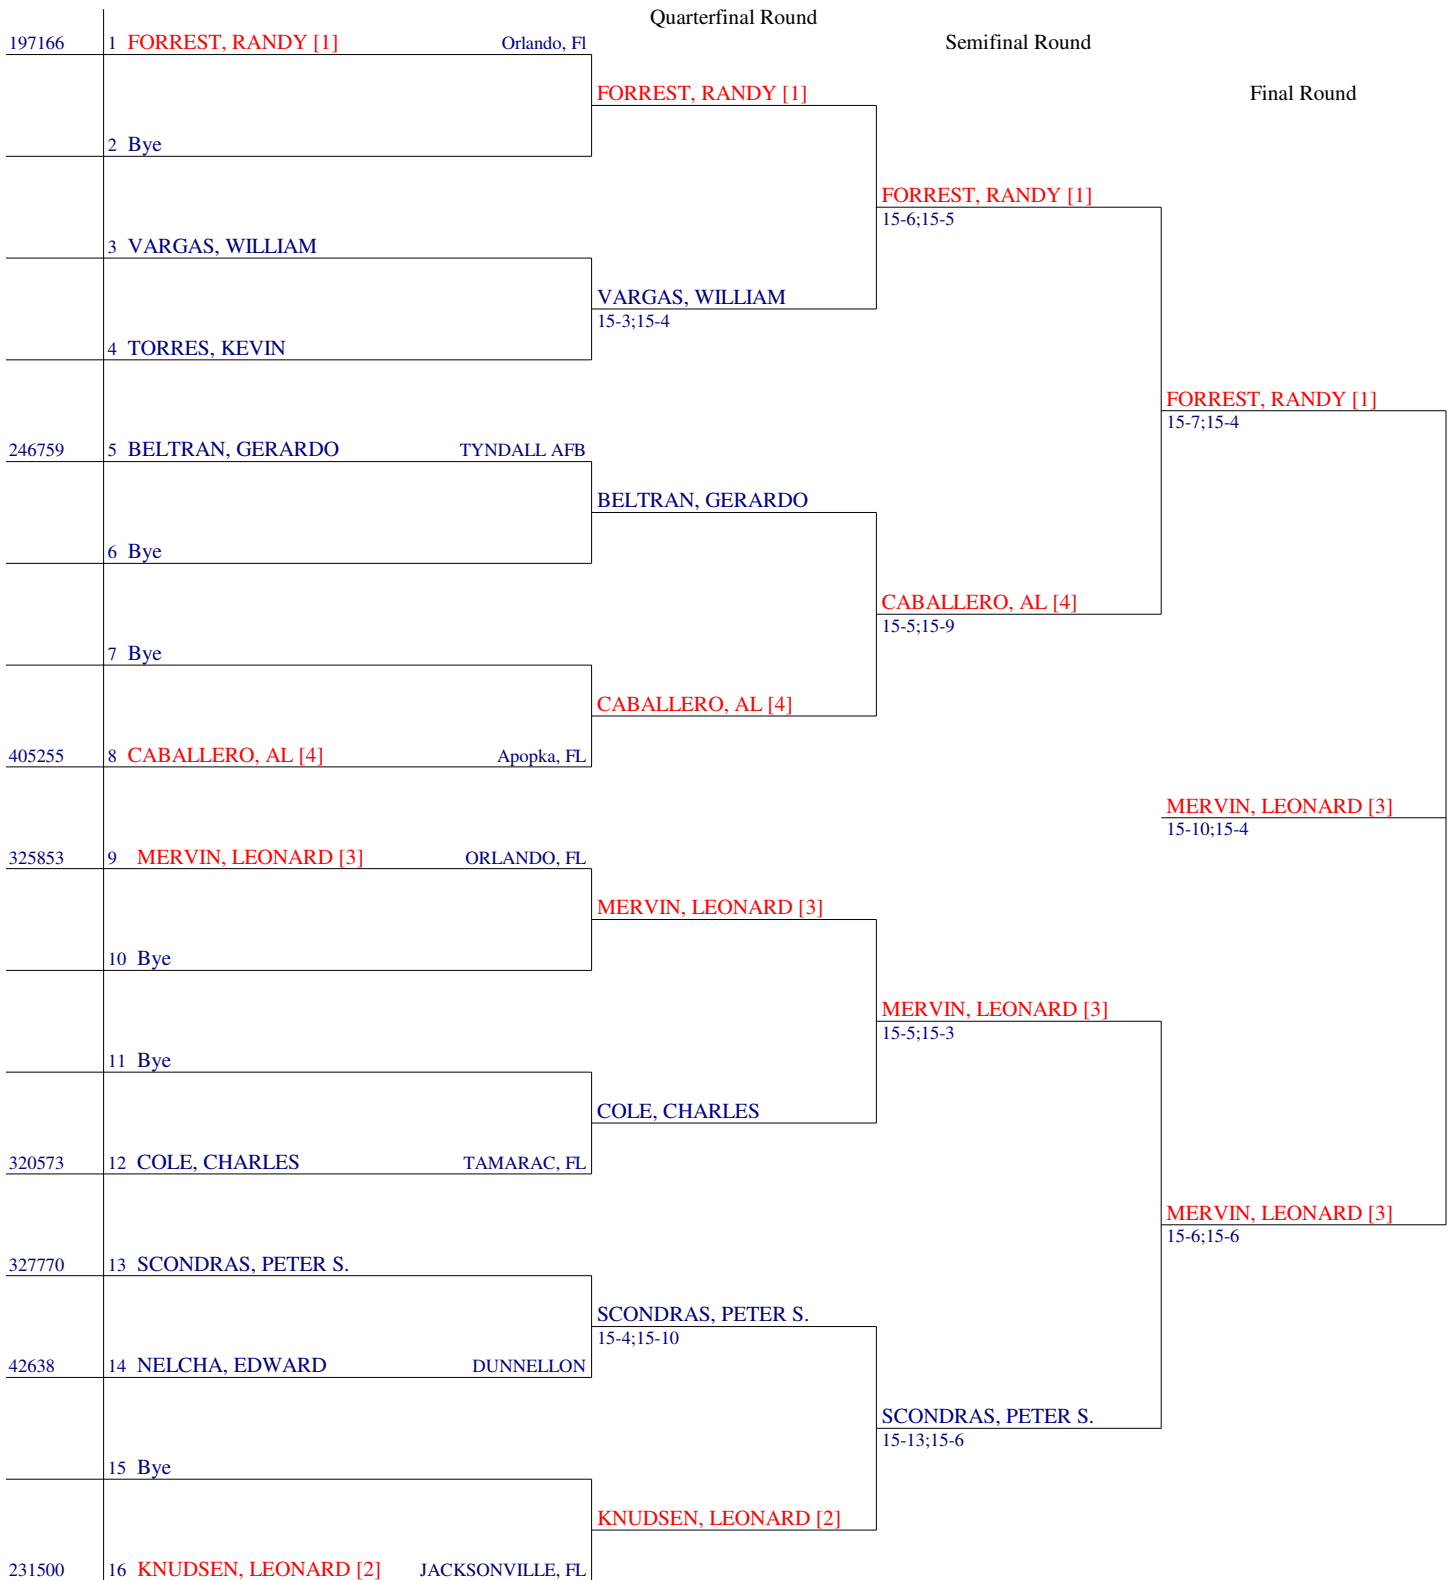 Quarterfinal Round
197166 1 FORREST, RANDY [1] Orlando, Fl
Semifinal Round
FORREST, RANDY [1]
Final Round
2 Bye
FORREST, RANDY [1]
15-6;15-5
3 VARGAS, WILLIAM
VARGAS, WILLIAM
15-3;15-4
4 TORRES, KEVIN
FORREST, RANDY [1]
15-7;15-4
246759 5 BELTRAN, GERARDO TYNDALL AFB
BELTRAN, GERARDO
6 Bye
CABALLERO, AL [4]
15-5;15-9
7 Bye
CABALLERO, AL [4]
405255 8 CABALLERO, AL [4] Apopka, FL
MERVIN, LEONARD [3]
15-10;15-4
325853 9 MERVIN, LEONARD [3] ORLANDO, FL
MERVIN, LEONARD [3]
10 Bye
MERVIN, LEONARD [3]
15-5;15-3
11 Bye
COLE, CHARLES
320573 12 COLE, CHARLES TAMARAC, FL
MERVIN, LEONARD [3]
15-6;15-6
327770 13 SCONDRAS, PETER S.
SCONDRAS, PETER S.
15-4;15-10
42638 14 NELCHA, EDWARD DUNNELLON
SCONDRAS, PETER S.
15-13;15-6
15 Bye
KNUDSEN, LEONARD [2]
231500 16 KNUDSEN, LEONARD [2] JACKSONVILLE, FL